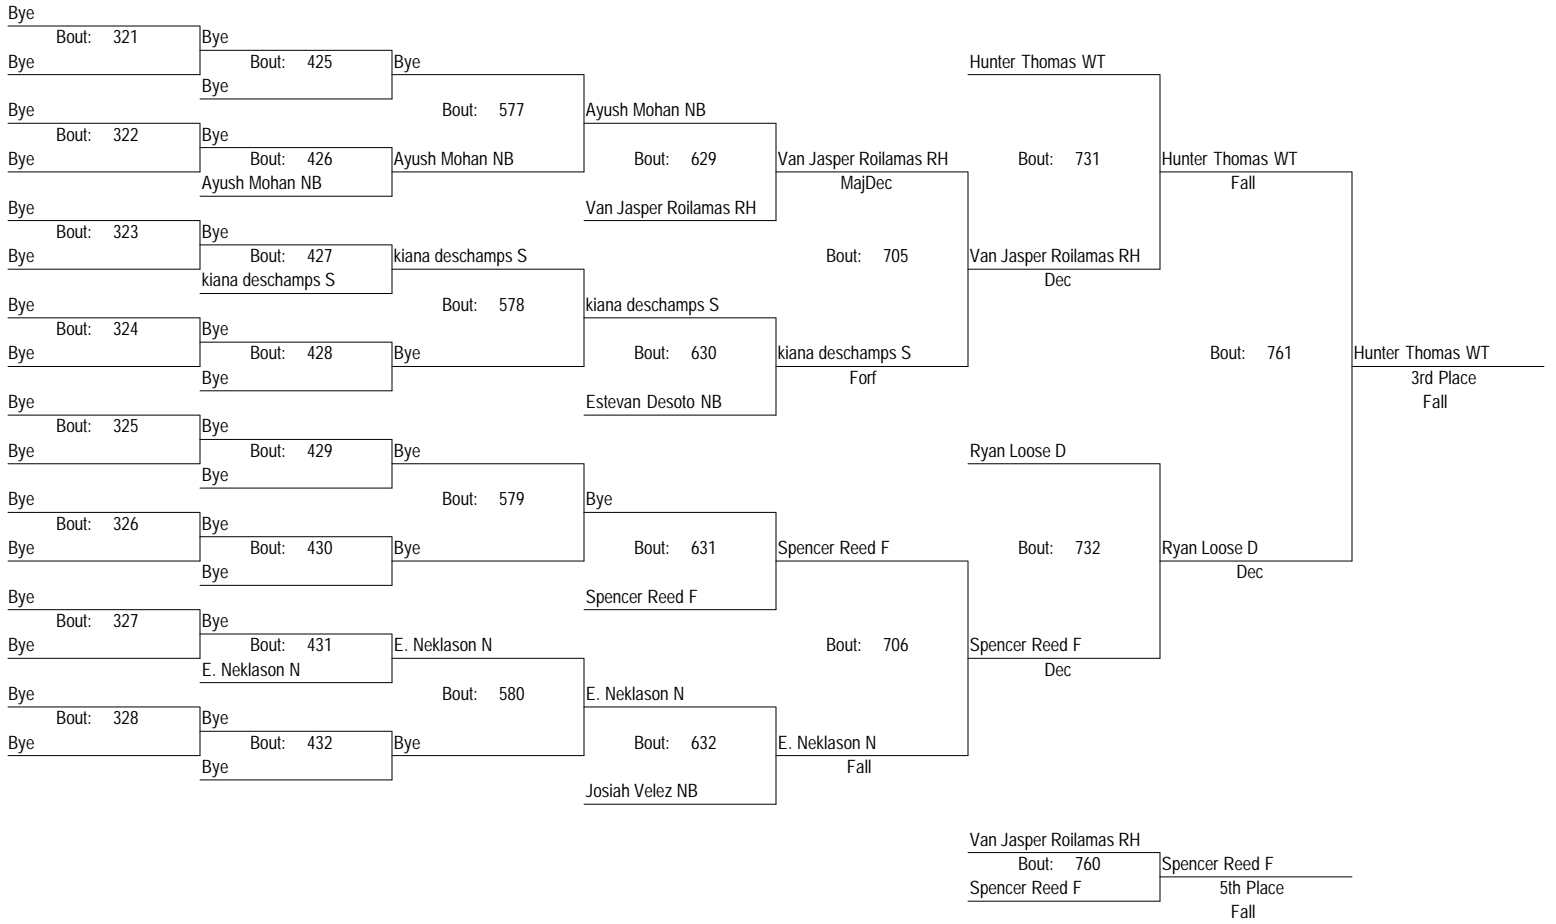 Bye
Bout: 321 Bye
Bye Bout: 425 Bye Hunter Thomas WT
Bye
Bye Bout: 577 Ayush Mohan NB
Bout: 322 Bye
Bye Bout: 426 Ayush Mohan NB Bout: 629 Van Jasper Roilamas RH Bout: 731 Hunter Thomas WT
Ayush Mohan NB MajDec Fall
Bye Van Jasper Roilamas RH
Bout: 323 Bye
Bye Bout: 427 kiana deschamps S Bout: 705 Van Jasper Roilamas RH
kiana deschamps S Dec
Bye Bout: 578 kiana deschamps S
Bout: 324 Bye
Bye Bout: 428 Bye Bout: 630 kiana deschamps S Bout: 761 Hunter Thomas WT
Bye Forf 3rd Place
Bye Estevan Desoto NB Fall
Bout: 325 Bye
Bye Bout: 429 Bye Ryan Loose D
Bye
Bye Bout: 579 Bye
Bout: 326 Bye
Bye Bout: 430 Bye Bout: 631 Spencer Reed F Bout: 732 Ryan Loose D
Bye Dec
Bye Spencer Reed F
Bout: 327 Bye
Bye Bout: 431 E. Neklason N Bout: 706 Spencer Reed F
E. Neklason N Dec
Bye Bout: 580 E. Neklason N
Bout: 328 Bye
Bye Bout: 432 Bye Bout: 632 E. Neklason N
Bye Fall
Josiah Velez NB
Van Jasper Roilamas RH
Bout: 760 Spencer Reed F
Spencer Reed F 5th Place
Fall